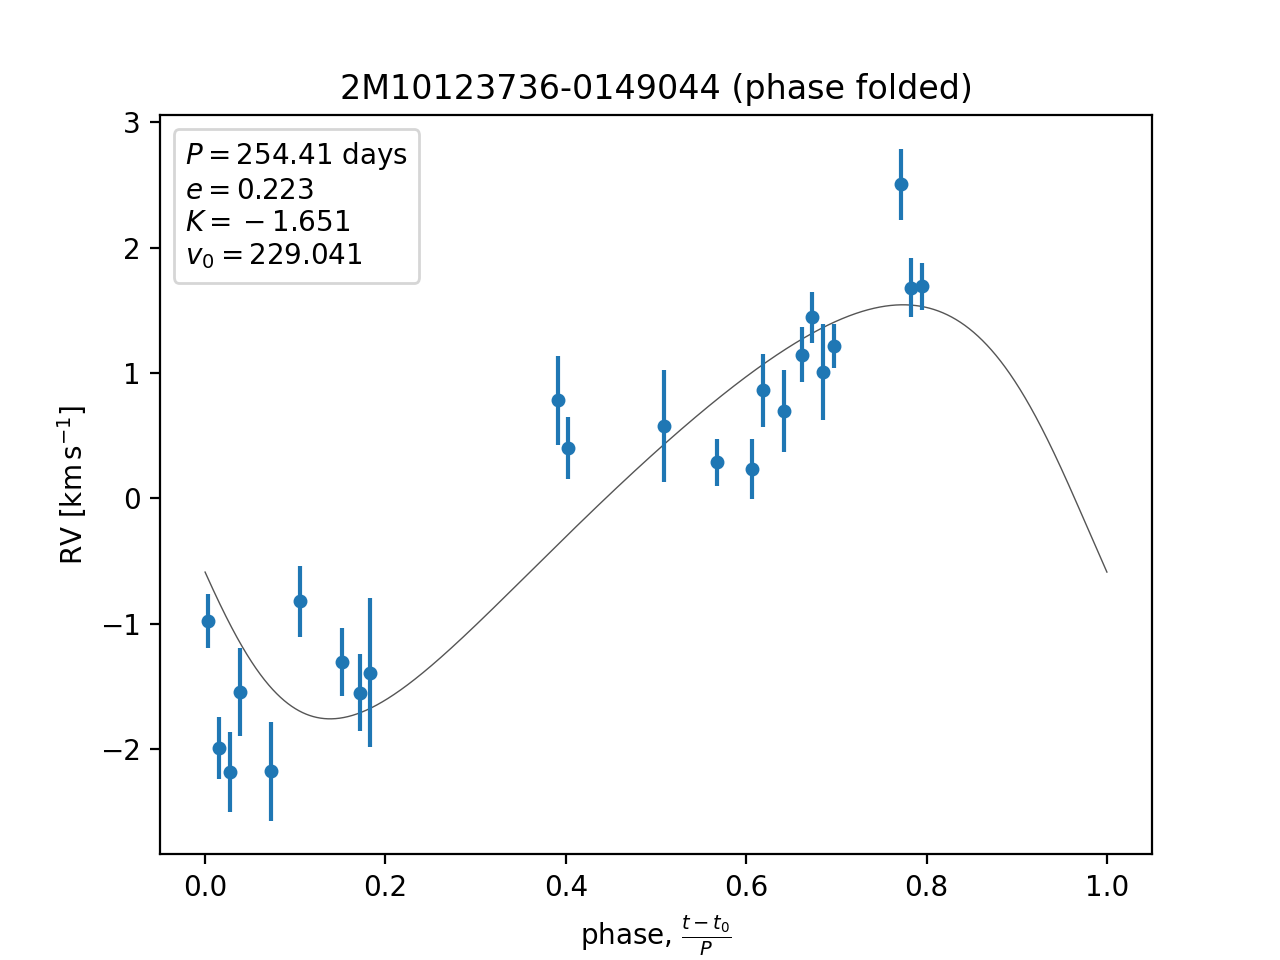 2M10123736-0149044 (phase folded)
P = 254.41 days
e = 0.223
K = −1.651
v₀ = 229.041
3
2
1
0
−1
−2
RV [km s⁻¹]
0.0 0.2 0.4 0.6 0.8 1.0
phase, (t − t₀)/P